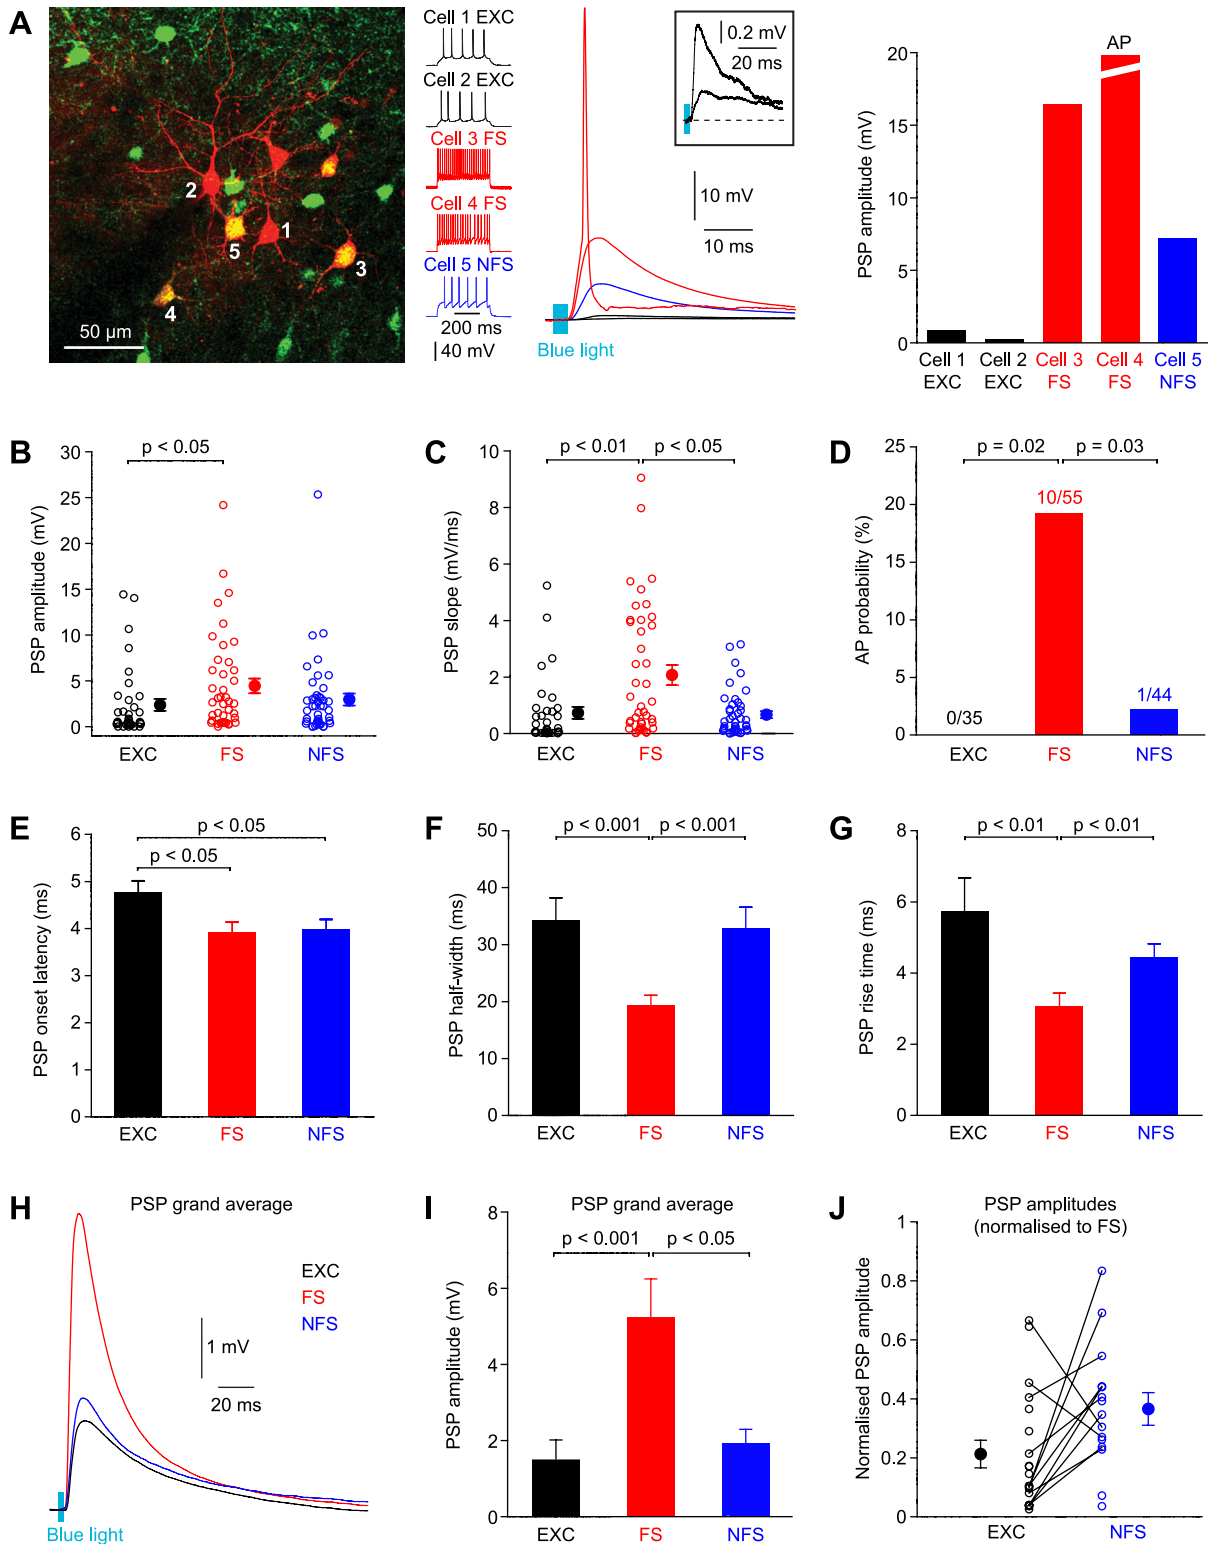 A
Cell 1 EXC
Cell 2 EXC
Cell 3 FS
Cell 4 FS
Cell 5 NFS
200 ms
40 mV
1
2
3
4
5
50 µm
0.2 mV
20 ms
10 mV
10 ms
Blue light
PSP amplitude (mV)
20
15
10
5
0
AP
Cell 1 EXC
Cell 2 EXC
Cell 3 FS
Cell 4 FS
Cell 5 NFS
B
p < 0.05
PSP amplitude (mV)
30
25
20
15
10
5
0
EXC
FS
NFS
C
p < 0.01
p < 0.05
PSP slope (mV/ms)
10
8
6
4
2
0
EXC
FS
NFS
D
p = 0.02
p = 0.03
AP probability (%)
25
20
15
10
5
0
0/35
10/55
1/44
EXC
FS
NFS
E
p < 0.05
p < 0.05
PSP onset latency (ms)
6
5
4
3
2
1
0
EXC
FS
NFS
F
p < 0.001
p < 0.001
PSP half-width (ms)
50
40
30
20
10
0
EXC
FS
NFS
G
p < 0.01
p < 0.01
PSP rise time (ms)
8
6
4
2
0
EXC
FS
NFS
H
PSP grand average
EXC
FS
NFS
1 mV
20 ms
Blue light
I
PSP grand average
p < 0.001
p < 0.05
PSP amplitude (mV)
8
6
4
2
0
EXC
FS
NFS
J
PSP amplitudes
(normalised to FS)
Normalised PSP amplitude
1
0.8
0.6
0.4
0.2
0
EXC
NFS